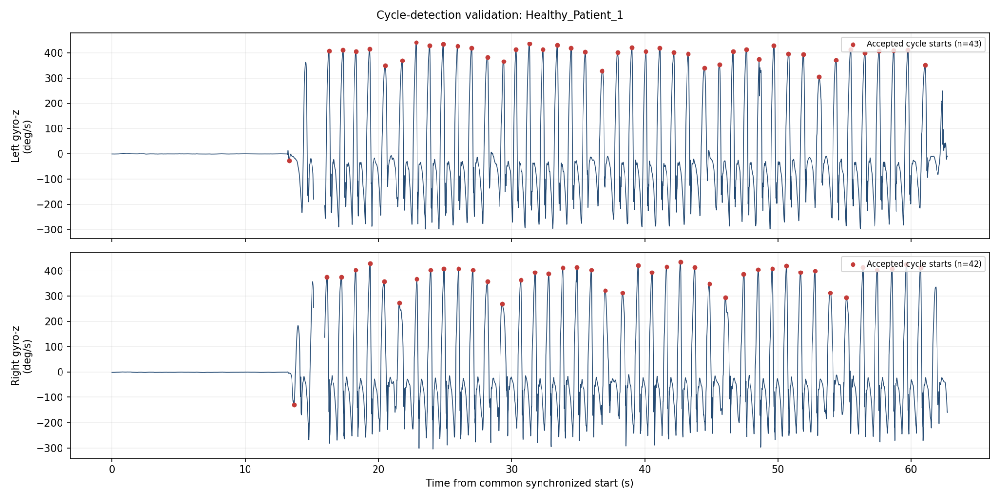 Cycle-detection validation: Healthy_Patient_1
Left gyro-z
(deg/s)
400
300
200
100
0
−100
−200
−300
Accepted cycle starts (n=43)
Right gyro-z
(deg/s)
400
300
200
100
0
−100
−200
−300
Accepted cycle starts (n=42)
0 10 20 30 40 50 60
Time from common synchronized start (s)